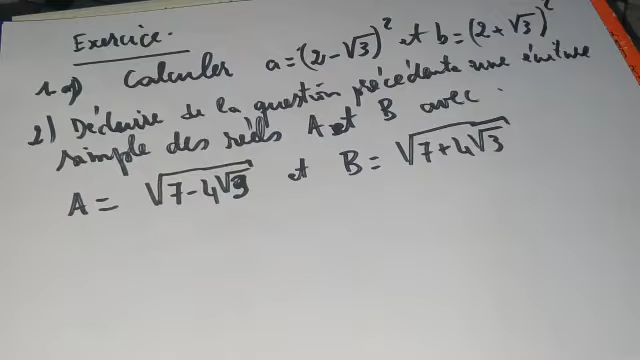 Exercice.
1. a) Calculer a = (2 - √3)² et b = (2 + √3)²
2) Déduire de la question précédente une écriture
simple des réels A et B avec.
A = √(7 - 4√3) et B = √(7 + 4√3)